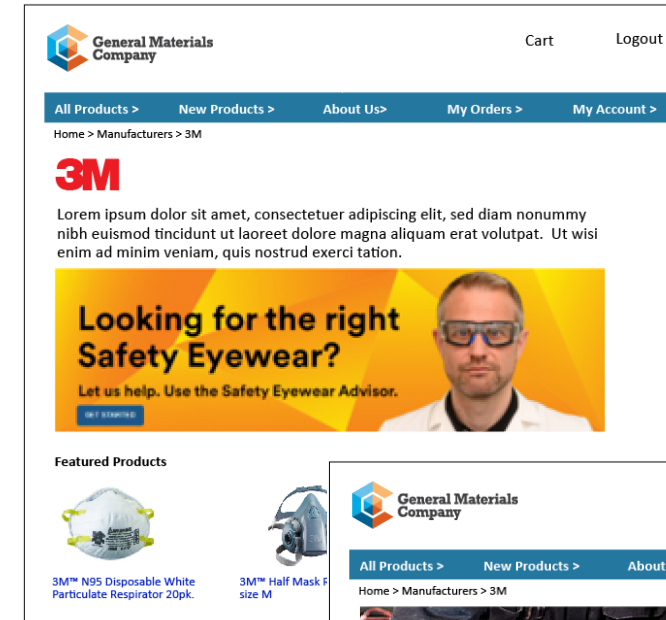 General Materials
Company
Cart
Logout
All Products >
New Products >
About Us>
My Orders >
My Account >
Home > Manufacturers > 3M
3M
Lorem ipsum dolor sit amet, consectetuer adipiscing elit, sed diam nonummy
nibh euismod tincidunt ut laoreet dolore magna aliquam erat volutpat.  Ut wisi
enim ad minim veniam, quis nostrud exerci tation.
Looking for the right
Safety Eyewear?
Let us help. Use the Safety Eyewear Advisor.
GET STARTED
Featured Products
3M™ N95 Disposable White
Particulate Respirator 20pk.
3M™ Half Mask
size M
General Materials
Company
All Products >
New Products >
About
Home > Manufacturers > 3M